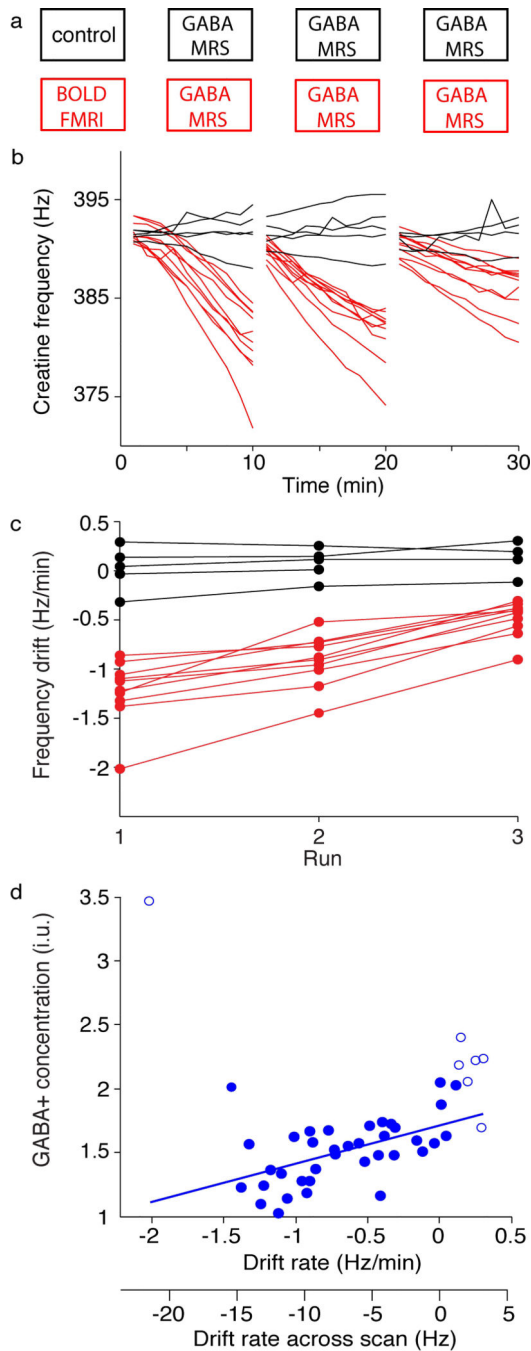 a
control
GABA
MRS
GABA
MRS
GABA
MRS
BOLD
FMRI
GABA
MRS
GABA
MRS
GABA
MRS
b
Creatine frequency (Hz)
395
385
375
0 10 20 30
Time (min)
c
Frequency drift (Hz/min)
0.5
0
-0.5
-1
-1.5
-2
1 2 3
Run
d
GABA+ concentration (i.u.)
3.5
3
2.5
2
1.5
1
-2 -1.5 -1 -0.5 0 0.5
Drift rate (Hz/min)
-20 -15 -10 -5 0 5
Drift rate across scan (Hz)